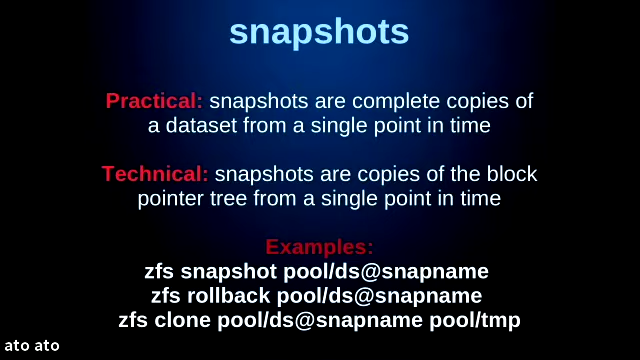 snapshots
Practical: snapshots are complete copies of
a dataset from a single point in time
Technical: snapshots are copies of the block
pointer tree from a single point in time
Examples:
zfs snapshot pool/ds@snapname
zfs rollback pool/ds@snapname
zfs clone pool/ds@snapname pool/tmp
ato ato